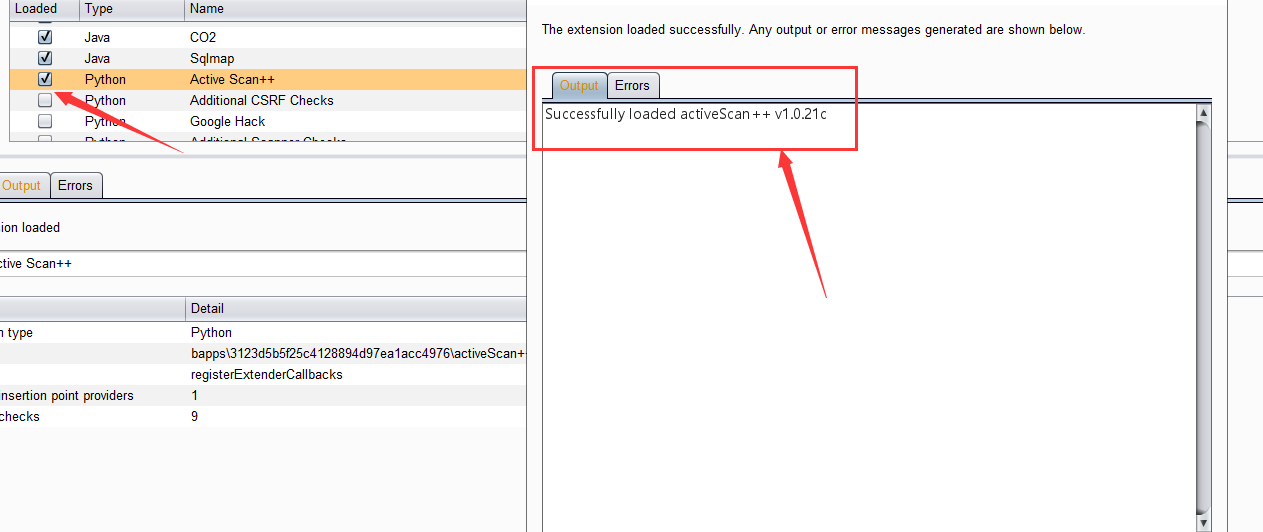 Loaded Type Name
Java CO2
Java Sqlmap
Python Active Scan++
Python Additional CSRF Checks
Python Google Hack
Python Additional Scanner Checks
Output Errors
ion loaded
ctive Scan++
Detail
n type Python
bapps\3123d5b5f25c4128894d97ea1acc4976\activeScan+
registerExtenderCallbacks
insertion point providers 1
checks 9
The extension loaded successfully. Any output or error messages generated are shown below.
Output Errors
Successfully loaded activeScan++ v1.0.21c